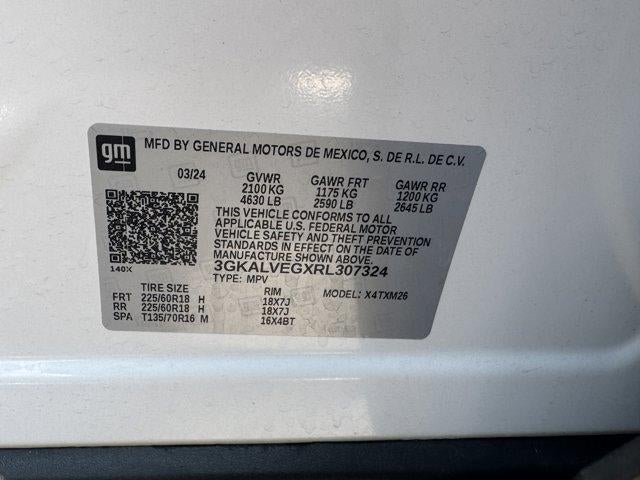 gm
MFD BY GENERAL MOTORS DE MEXICO, S. DE R.L. DE C.V.
03/24 GVWR GAWR FRT GAWR RR
2100 KG 1175 KG 1200 KG
4630 LB 2590 LB 2645 LB
THIS VEHICLE CONFORMS TO ALL
APPLICABLE U.S. FEDERAL MOTOR
VEHICLE SAFETY AND THEFT PREVENTION
STANDARDS IN EFFECT ON THE DATE OF
MANUFACTURE SHOWN ABOVE.
3GKALVEGXRL307324
140X
TYPE: MPV
TIRE SIZE RIM MODEL: X4TXM26
FRT 225/60R18 H 18X7J
RR 225/60R18 H 18X7J
SPA T135/70R16 M 16X4BT